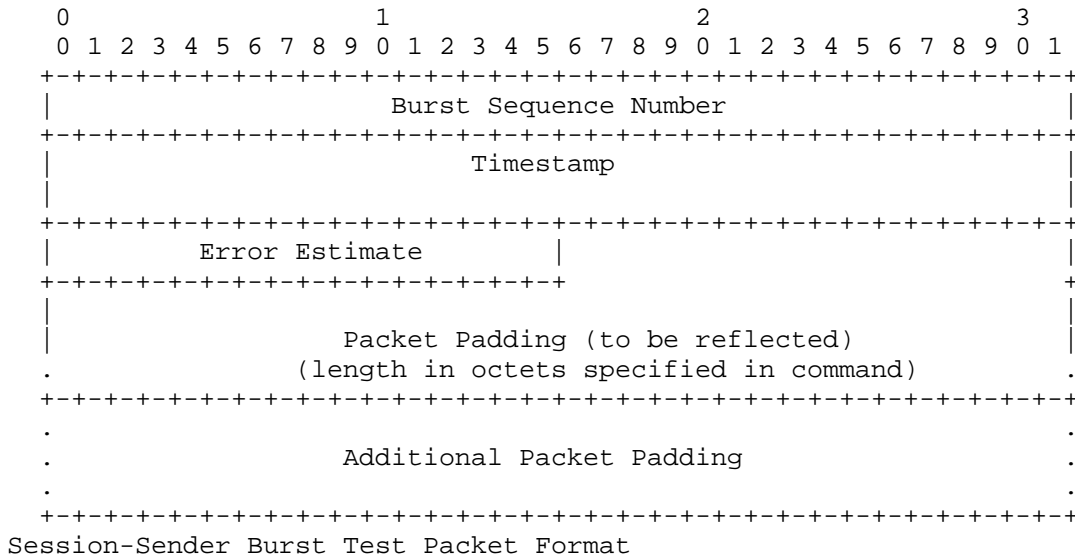 0                   1                   2                   3
0 1 2 3 4 5 6 7 8 9 0 1 2 3 4 5 6 7 8 9 0 1 2 3 4 5 6 7 8 9 0 1
+-+-+-+-+-+-+-+-+-+-+-+-+-+-+-+-+-+-+-+-+-+-+-+-+-+-+-+-+-+-+-+-+
|                     Burst Sequence Number                     |
+-+-+-+-+-+-+-+-+-+-+-+-+-+-+-+-+-+-+-+-+-+-+-+-+-+-+-+-+-+-+-+-+
|                          Timestamp                            |
|                                                               |
+-+-+-+-+-+-+-+-+-+-+-+-+-+-+-+-+-+-+-+-+-+-+-+-+-+-+-+-+-+-+-+-+
|         Error Estimate        |                               |
+-+-+-+-+-+-+-+-+-+-+-+-+-+-+-+-+                               +
|                                                               |
|                  Packet Padding (to be reflected)             |
.               (length in octets specified in command)         .
+-+-+-+-+-+-+-+-+-+-+-+-+-+-+-+-+-+-+-+-+-+-+-+-+-+-+-+-+-+-+-+-+
.                                                               .
.                  Additional Packet Padding                    .
.                                                               .
+-+-+-+-+-+-+-+-+-+-+-+-+-+-+-+-+-+-+-+-+-+-+-+-+-+-+-+-+-+-+-+-+
Session-Sender Burst Test Packet Format